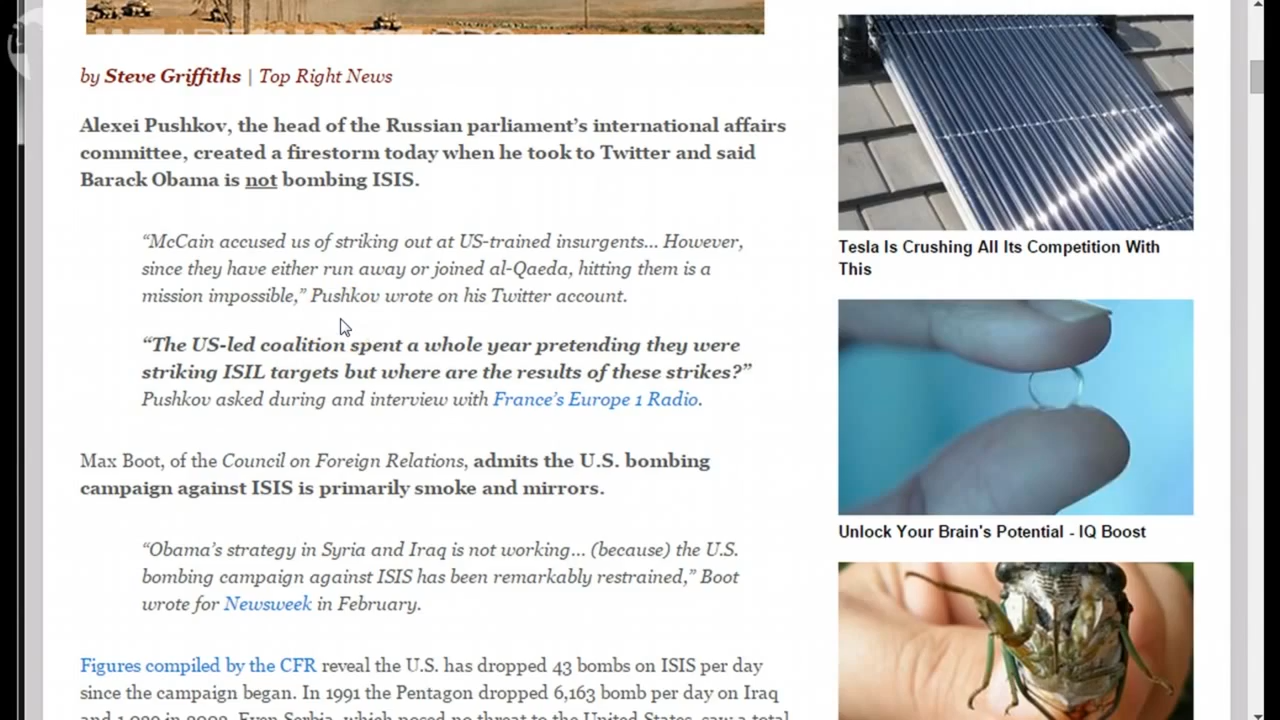 by Steve Griffiths | Top Right News
Alexei Pushkov, the head of the Russian parliament's international affairs
committee, created a firestorm today when he took to Twitter and said
Barack Obama is not bombing ISIS.
“McCain accused us of striking out at US-trained insurgents... However,
since they have either run away or joined al-Qaeda, hitting them is a
mission impossible,” Pushkov wrote on his Twitter account.
“The US-led coalition spent a whole year pretending they were
striking ISIL targets but where are the results of these strikes?”
Pushkov asked during and interview with France's Europe 1 Radio.
Max Boot, of the Council on Foreign Relations, admits the U.S. bombing
campaign against ISIS is primarily smoke and mirrors.
“Obama's strategy in Syria and Iraq is not working... (because) the U.S.
bombing campaign against ISIS has been remarkably restrained,” Boot
wrote for Newsweek in February.
Figures compiled by the CFR reveal the U.S. has dropped 43 bombs on ISIS per day
since the campaign began. In 1991 the Pentagon dropped 6,163 bomb per day on Iraq
Even Serbia, which posed no threat to the United States, saw a total
Tesla Is Crushing All Its Competition With
This
Unlock Your Brain's Potential - IQ Boost